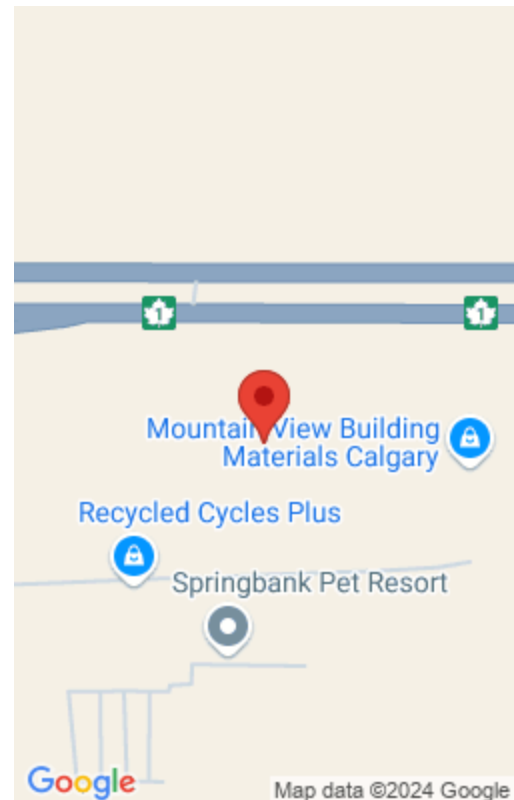 1
1
Mountain View Building
Materials Calgary
Recycled Cycles Plus
Springbank Pet Resort
Google
Map data ©2024 Google